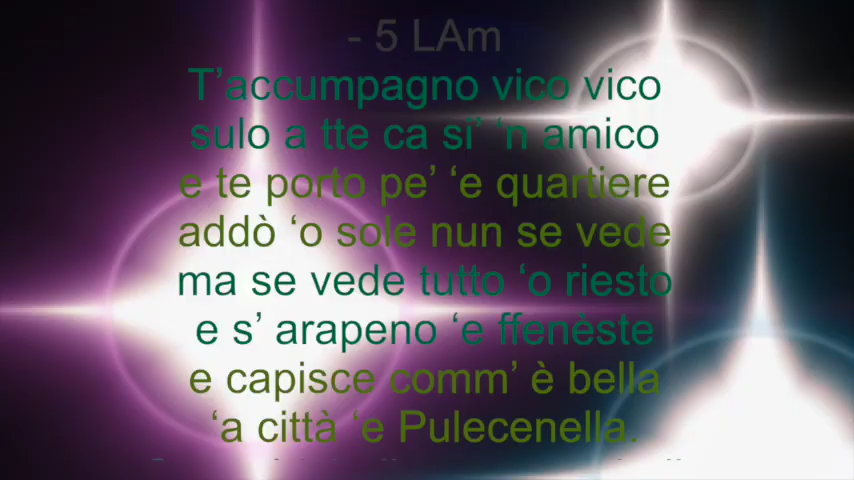 - 5 LAm
T’accumpagno vico vico
sulo a tte ca si’ ‘n amico
e te porto pe’ ‘e quartiere
addò ‘o sole nun se vede
ma se vede tutto ‘o riesto
e s’ arapeno ‘e ffenèste
e capisce comm’ è bella
‘a città ‘e Pulecenella.